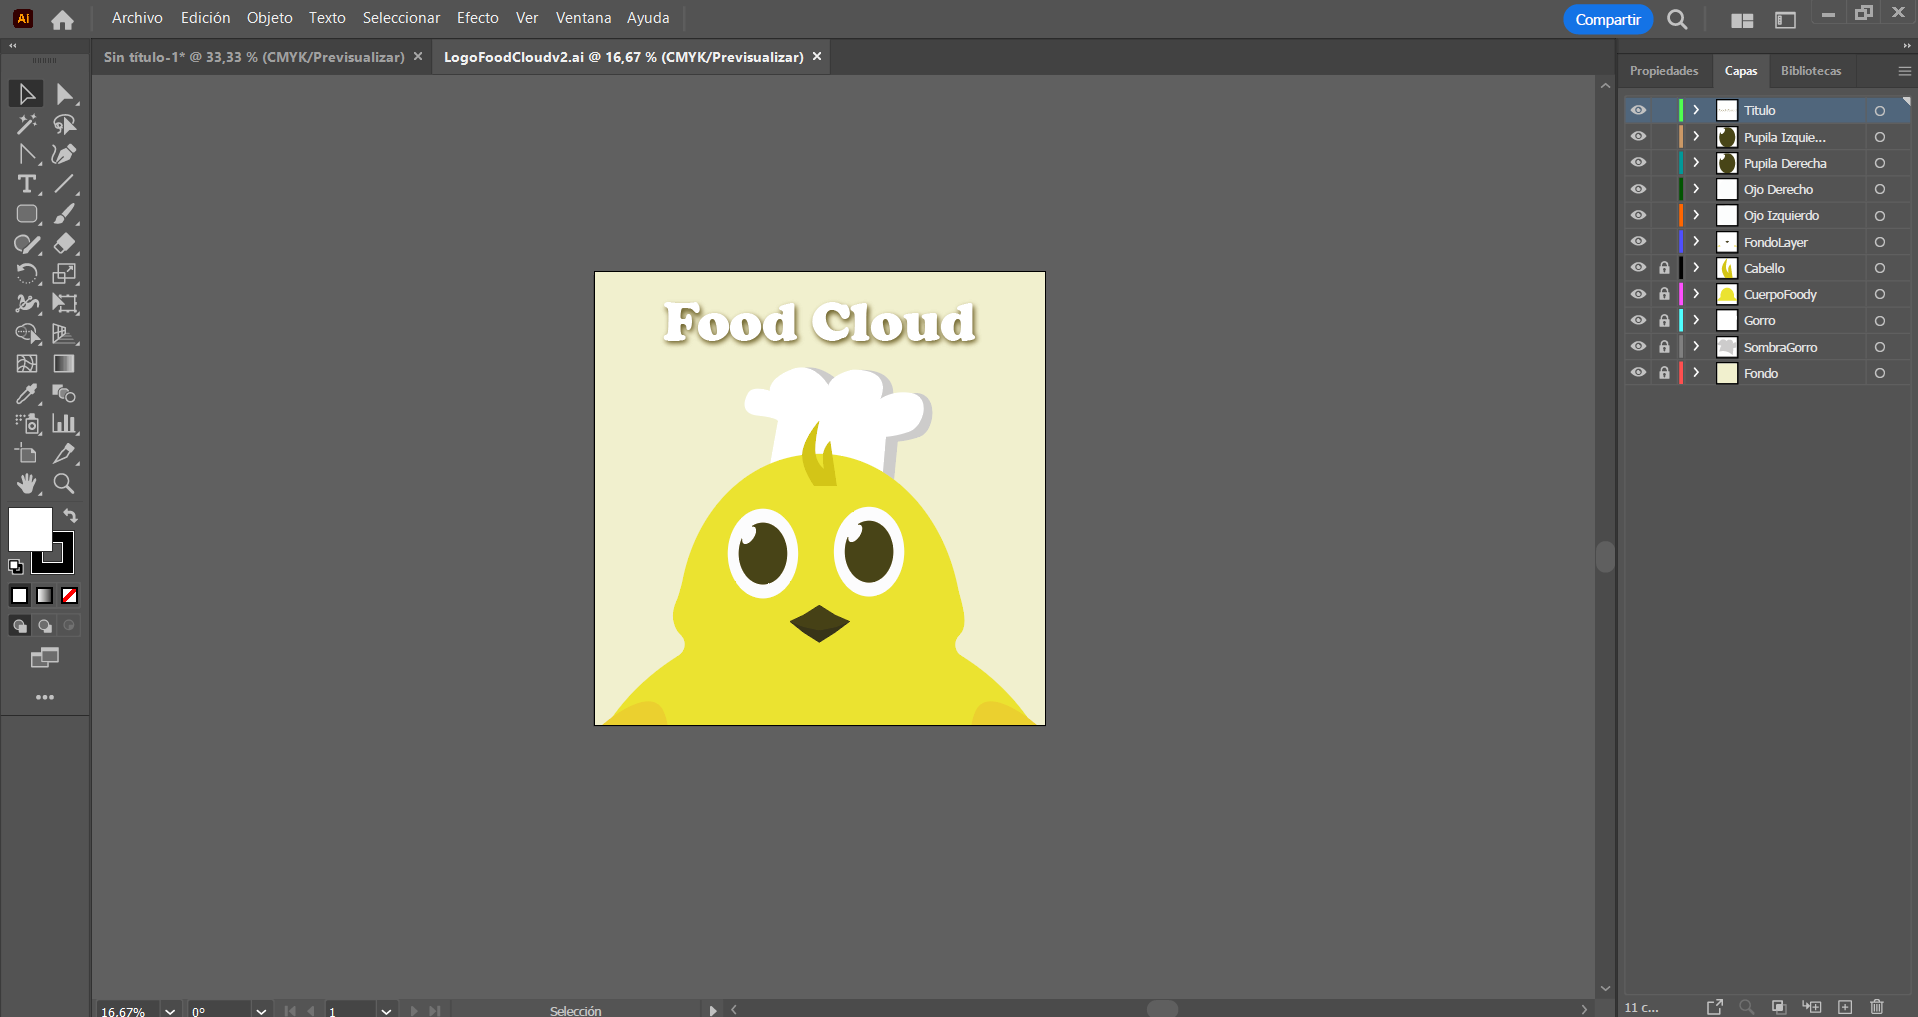 Ai Archivo Edición Objeto Texto Seleccionar Efecto Ver Ventana Ayuda Compartir
Sin título-1* @ 33,33 % (CMYK/Previsualizar) LogoFoodCloudv2.ai @ 16,67 % (CMYK/Previsualizar)
Propiedades Capas Bibliotecas
Titulo
Pupila Izquie...
Pupila Derecha
Ojo Derecho
Ojo Izquierdo
FondoLayer
Cabello
CuerpoFoody
Gorro
SombraGorro
Fondo
Food Cloud
16,67% 0° 1 Selección
11 c...